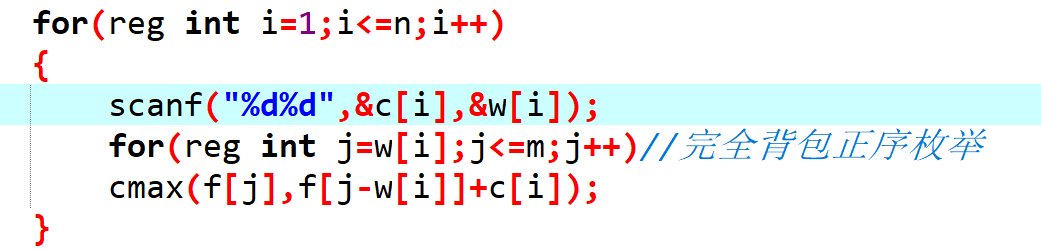 for(reg int i=1;i<=n;i++)
{
    scanf("%d%d",&c[i],&w[i]);
    for(reg int j=w[i];j<=m;j++)//完全背包正序枚举
    cmax(f[j],f[j-w[i]]+c[i]);
}